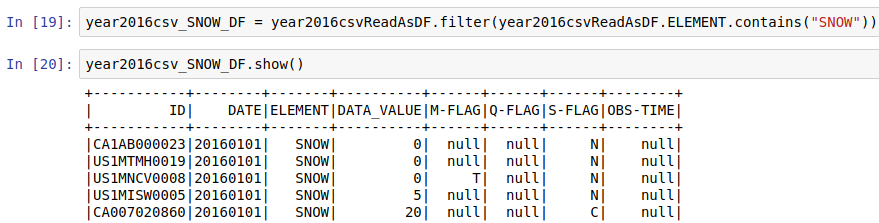 In [19]: year2016csv_SNOW_DF = year2016csvReadAsDF.filter(year2016csvReadAsDF.ELEMENT.contains("SNOW"))
In [20]: year2016csv_SNOW_DF.show()
+-----------+--------+-------+----------+------+------+------+--------+
|         ID|    DATE|ELEMENT|DATA_VALUE|M-FLAG|Q-FLAG|S-FLAG|OBS-TIME|
+-----------+--------+-------+----------+------+------+------+--------+
|CA1AB000023|20160101|   SNOW|         0|  null|  null|     N|    null|
|US1MTMH0019|20160101|   SNOW|         0|  null|  null|     N|    null|
|US1MNCV0008|20160101|   SNOW|         0|     T|  null|     N|    null|
|US1MISW0005|20160101|   SNOW|         5|  null|  null|     N|    null|
|CA007020860|20160101|   SNOW|        20|  null|  null|     C|    null|